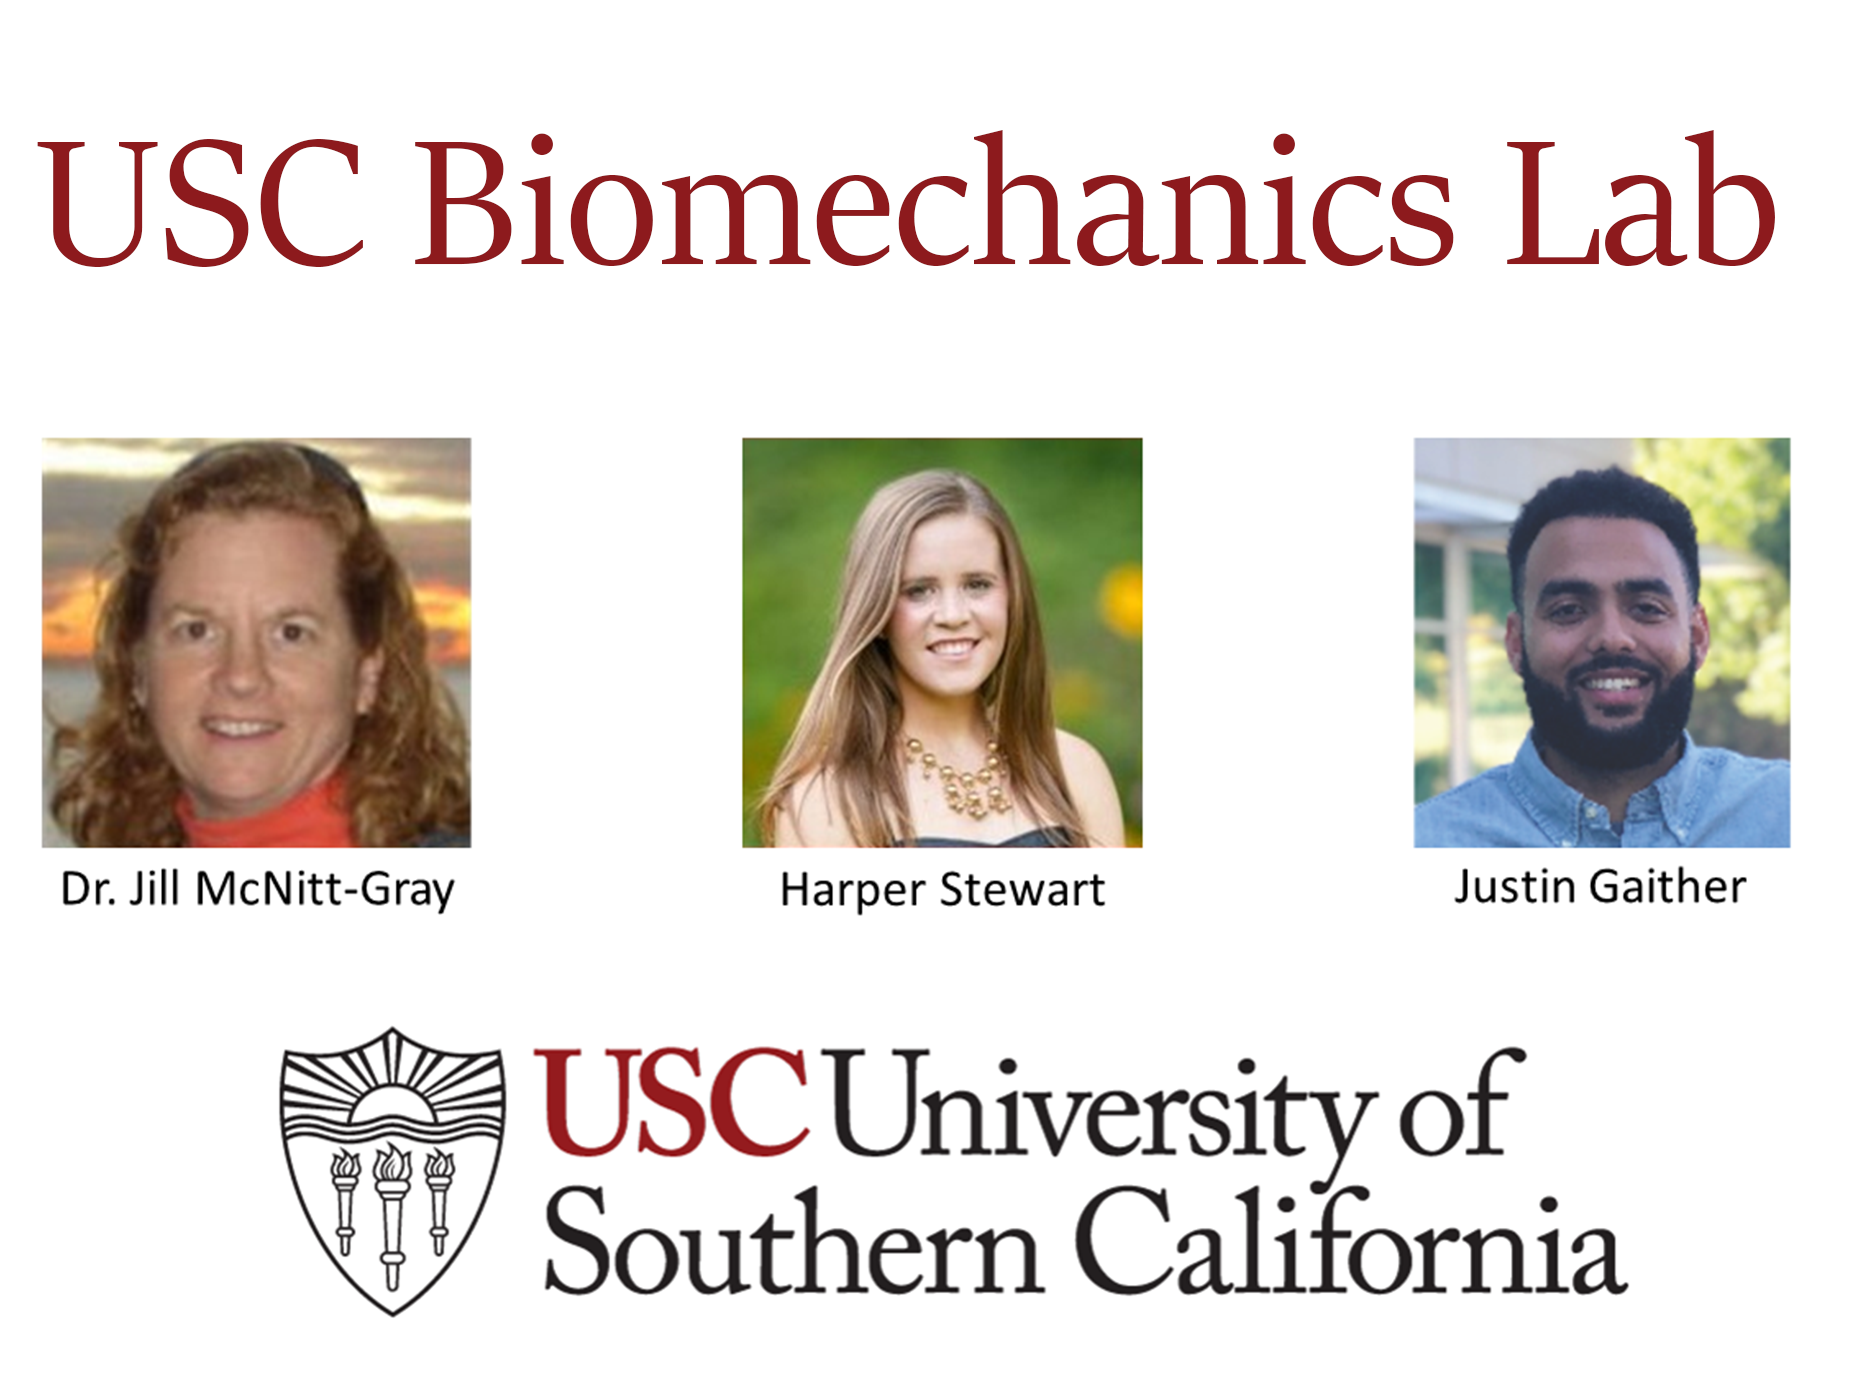 USC Biomechanics Lab
Dr. Jill McNitt-Gray
Harper Stewart
Justin Gaither
USC University of
Southern California